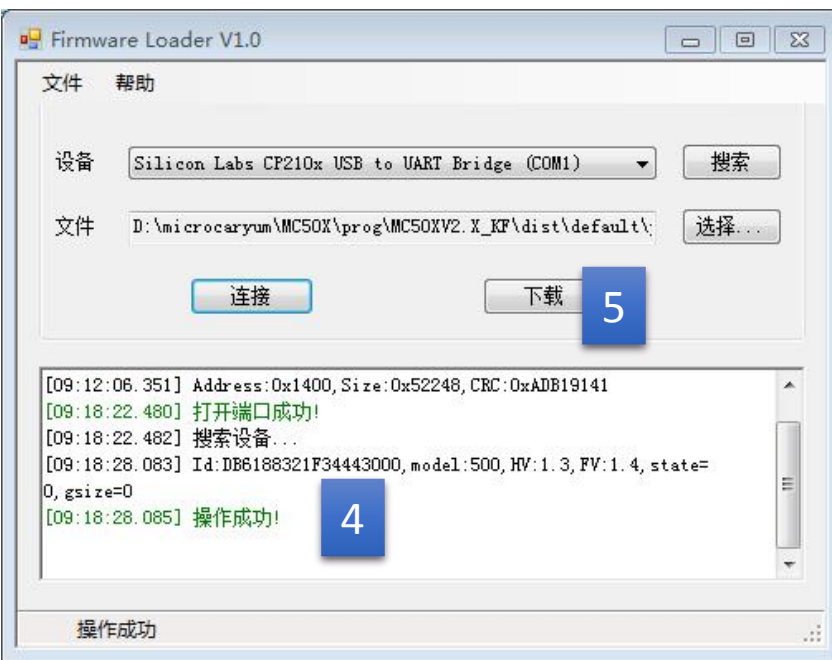 Firmware Loader V1.0
文件 帮助
设备 Silicon Labs CP210x USB to UART Bridge (COM1) 搜索
文件 D:\microcaryum\MC50X\prog\MC50XV2.X_KF\dist\default\ 选择...
连接 下载 5
[09:12:06.351] Address:0x1400,Size:0x52248,CRC:0xADB19141
[09:18:22.480] 打开端口成功!
[09:18:22.482] 搜索设备...
[09:18:28.083] Id:DB6188321F34443000,model:500,HV:1.3,FV:1.4,state=
0,gsize=0
[09:18:28.085] 操作成功!
4
操作成功